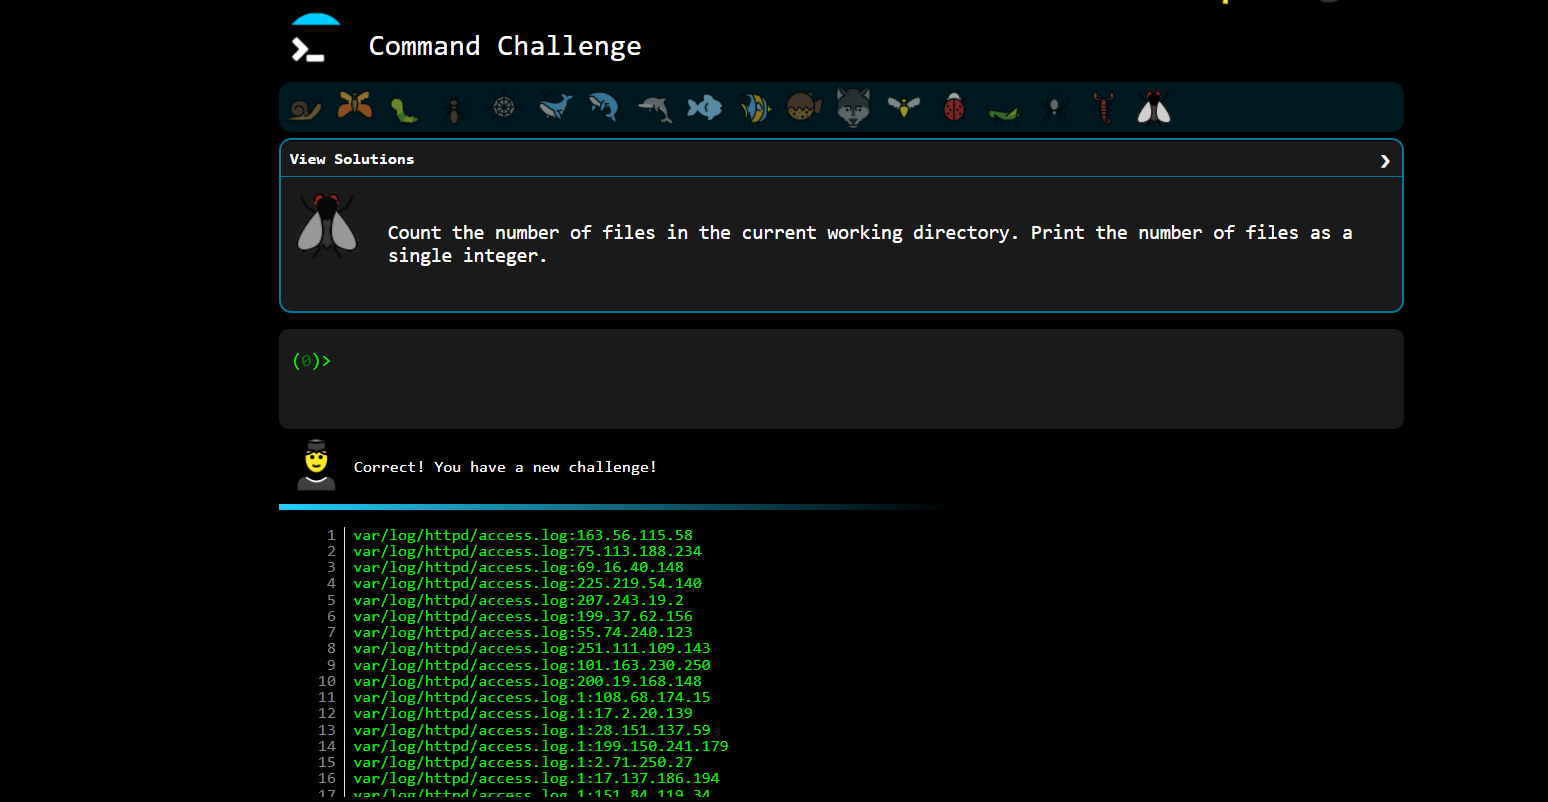 Command Challenge
View Solutions
Count the number of files in the current working directory. Print the number of files as a
single integer.
(0)>
Correct! You have a new challenge!
1 var/log/httpd/access.log:163.56.115.58
2 var/log/httpd/access.log:75.113.188.234
3 var/log/httpd/access.log:69.16.40.148
4 var/log/httpd/access.log:225.219.54.140
5 var/log/httpd/access.log:207.243.19.2
6 var/log/httpd/access.log:199.37.62.156
7 var/log/httpd/access.log:55.74.240.123
8 var/log/httpd/access.log:251.111.109.143
9 var/log/httpd/access.log:101.163.230.250
10 var/log/httpd/access.log:200.19.168.148
11 var/log/httpd/access.log.1:108.68.174.15
12 var/log/httpd/access.log.1:17.2.20.139
13 var/log/httpd/access.log.1:28.151.137.59
14 var/log/httpd/access.log.1:199.150.241.179
15 var/log/httpd/access.log.1:2.71.250.27
16 var/log/httpd/access.log.1:17.137.186.194
17 var/log/httpd/access.log.1:151.84.119.34